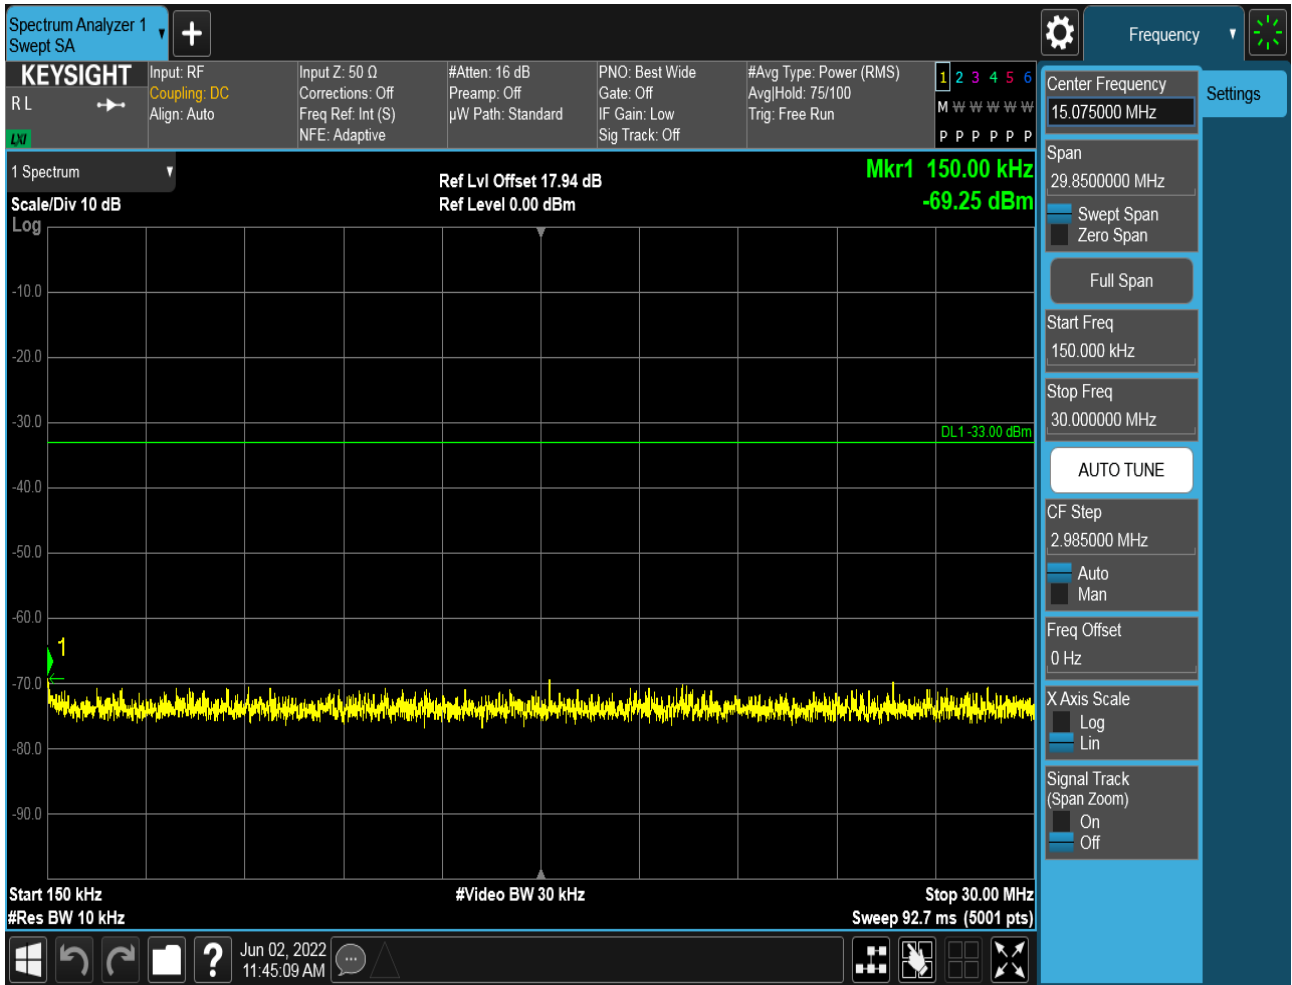 Spectrum Analyzer 1
Swept SA
Frequency
KEYSIGHT
R L
LXI
Input: RF
Coupling: DC
Align: Auto
Input Z: 50 Ω
Corrections: Off
Freq Ref: Int (S)
NFE: Adaptive
#Atten: 16 dB
Preamp: Off
µW Path: Standard
PNO: Best Wide
Gate: Off
IF Gain: Low
Sig Track: Off
#Avg Type: Power (RMS)
Avg|Hold: 75/100
Trig: Free Run
1 2 3 4 5 6
M W W W W W
P P P P P P
1 Spectrum
Scale/Div 10 dB
Log
Ref Lvl Offset 17.94 dB
Ref Level 0.00 dBm
Mkr1 150.00 kHz
-69.25 dBm
-10.0
-20.0
-30.0
DL1 -33.00 dBm
-40.0
-50.0
-60.0
1
-70.0
-80.0
-90.0
Start 150 kHz
#Video BW 30 kHz
Stop 30.00 MHz
#Res BW 10 kHz
Sweep 92.7 ms (5001 pts)
Center Frequency
15.075000 MHz
Settings
Span
29.8500000 MHz
Swept Span
Zero Span
Full Span
Start Freq
150.000 kHz
Stop Freq
30.000000 MHz
AUTO TUNE
CF Step
2.985000 MHz
Auto
Man
Freq Offset
0 Hz
X Axis Scale
Log
Lin
Signal Track
(Span Zoom)
On
Off
?
Jun 02, 2022
11:45:09 AM